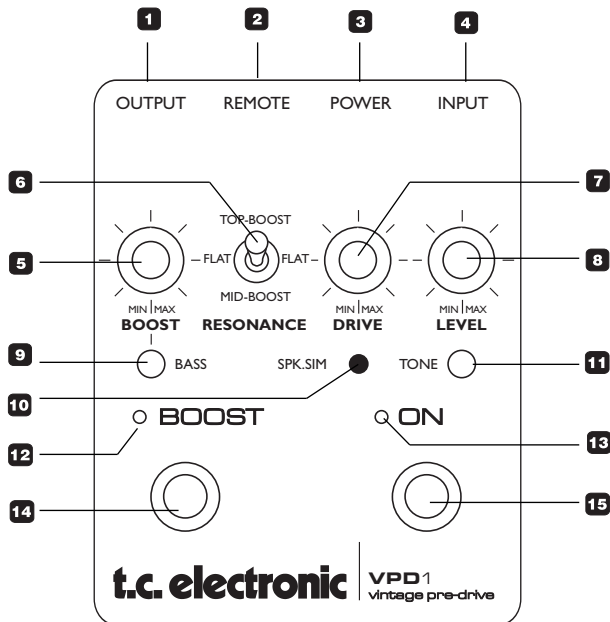 1 2 3 4
OUTPUT REMOTE POWER INPUT
6 7
TOP-BOOST
5 FLAT FLAT 8
MID-BOOST
MIN MAX MIN MAX MIN MAX
BOOST RESONANCE DRIVE LEVEL
9 BASS SPK.SIM TONE 11
10
BOOST ON
12 13
14 15
t.c. electronic VPD1
vintage pre-drive